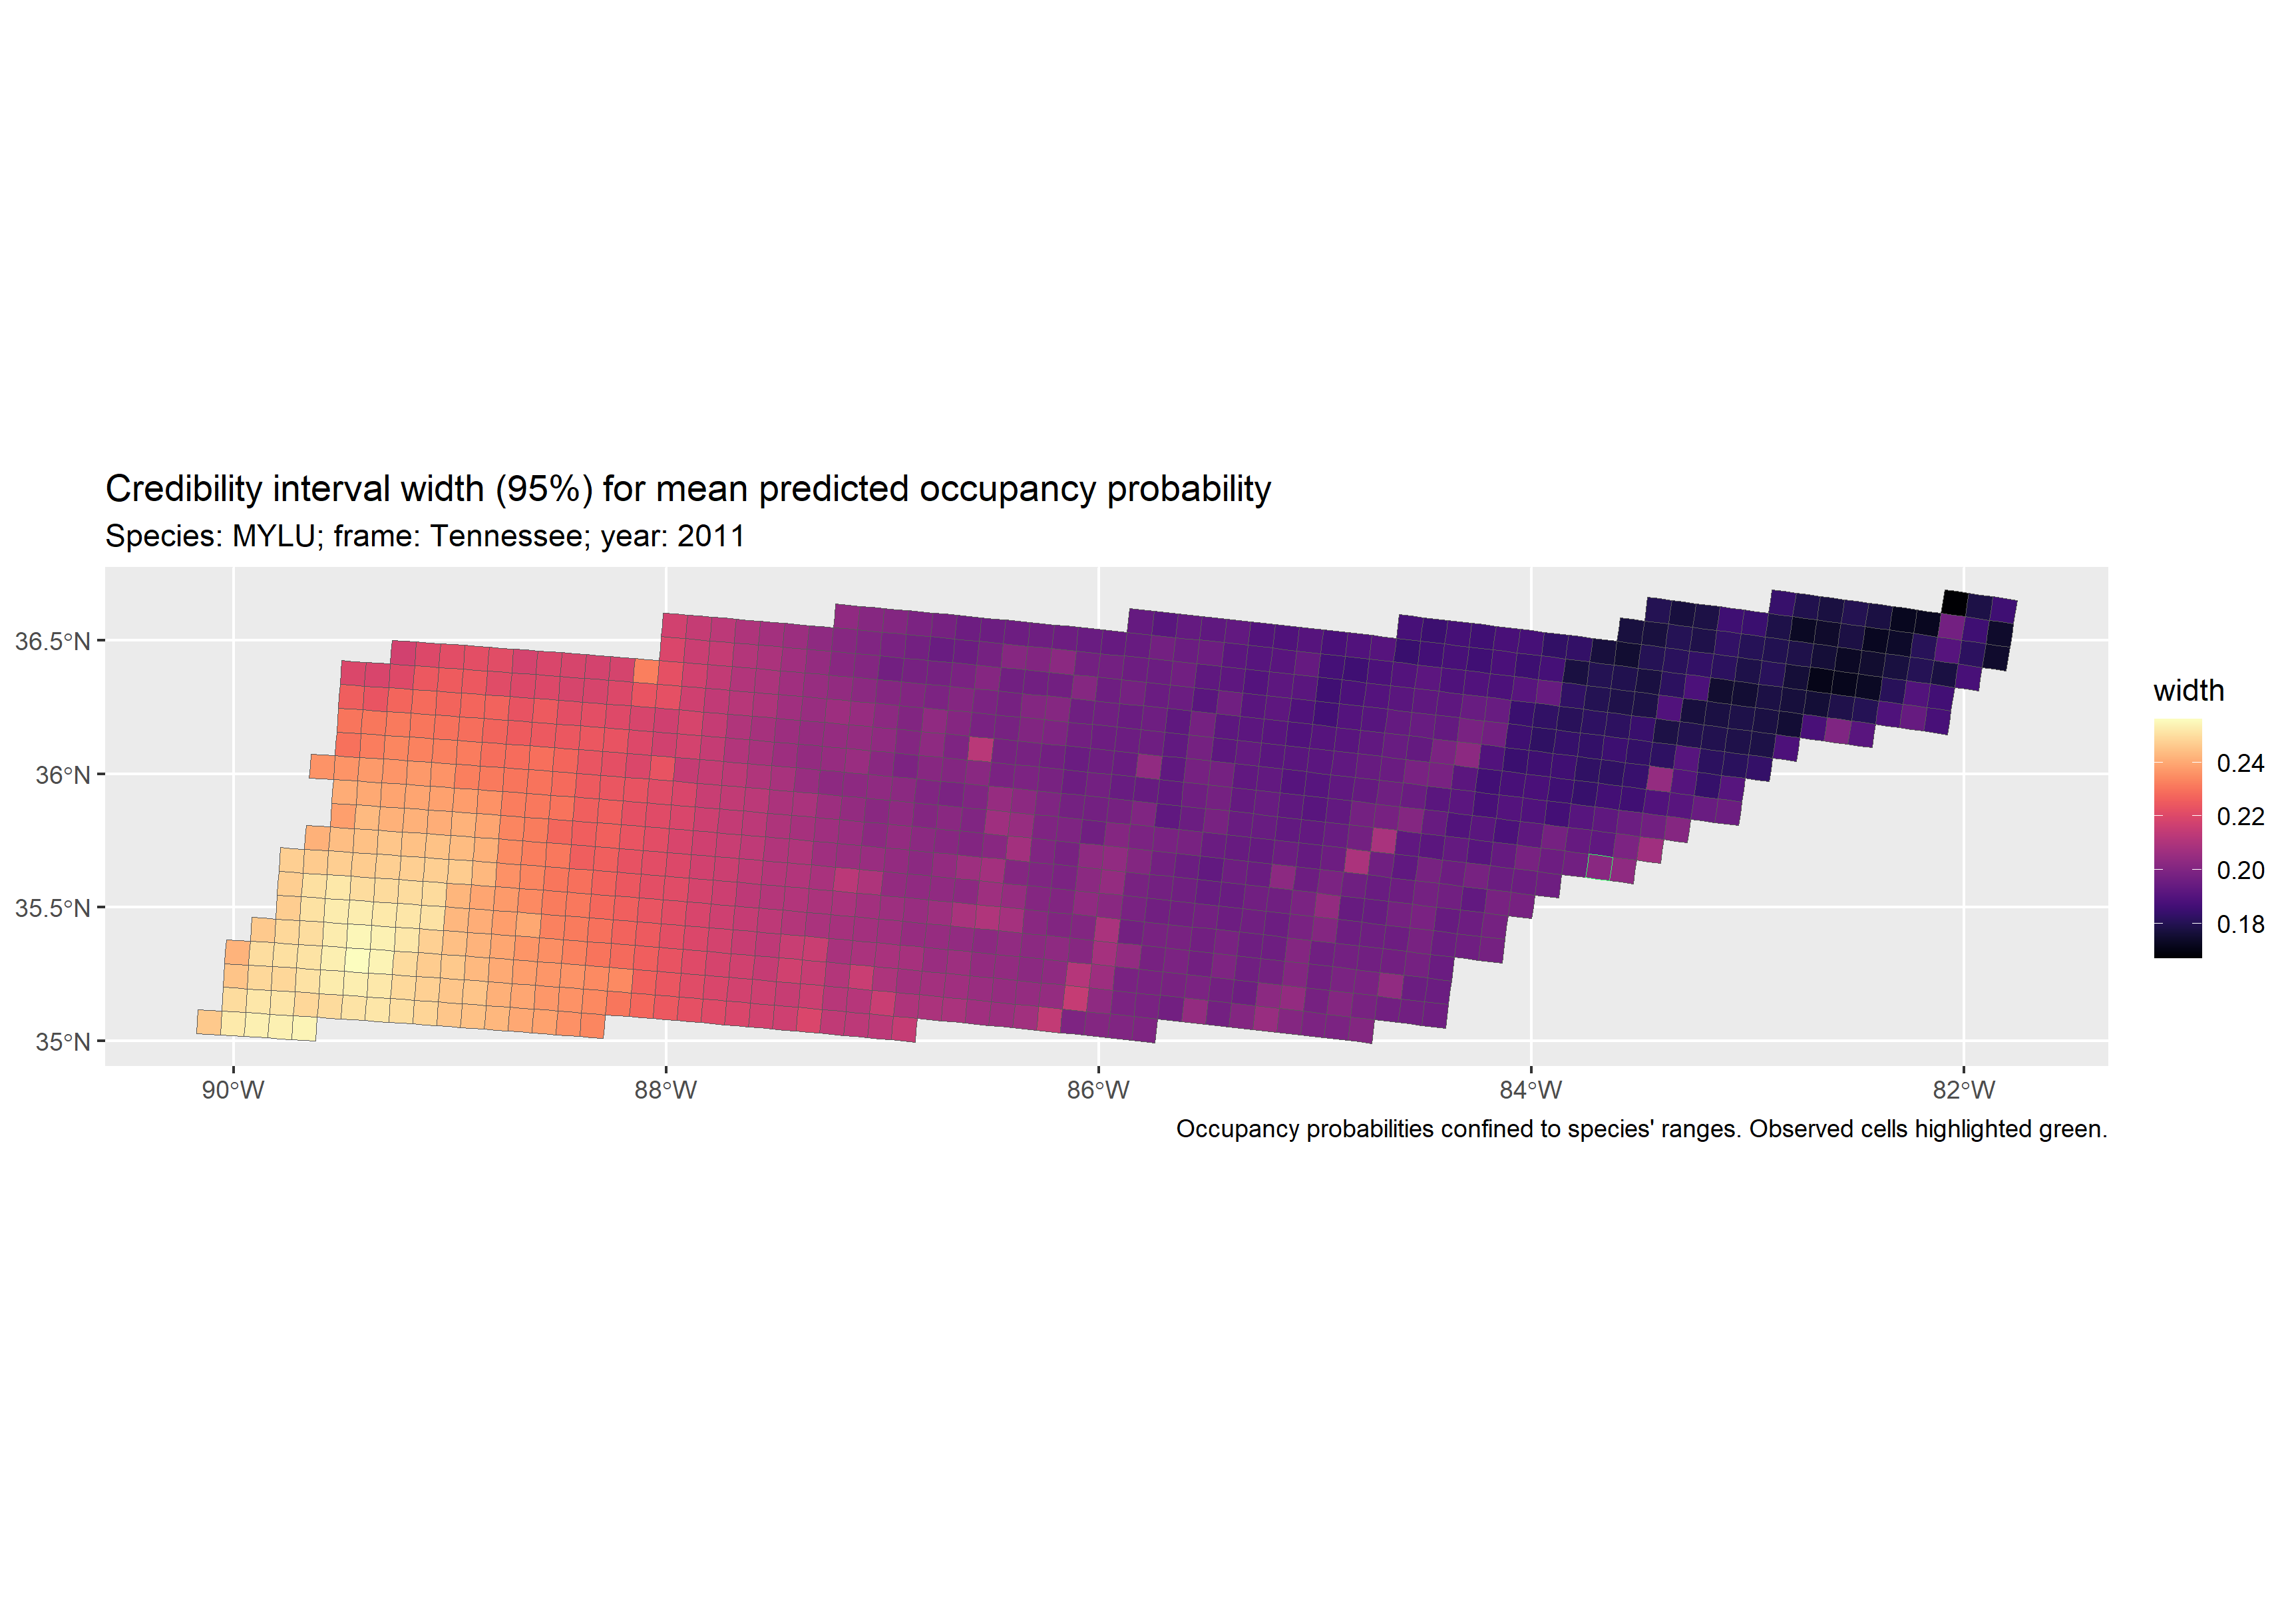 Credibility interval width (95%) for mean predicted occupancy probability
Species: MYLU; frame: Tennessee; year: 2011
36.5°N
36°N
35.5°N
35°N
90°W
88°W
86°W
84°W
82°W
width
0.24
0.22
0.20
0.18
Occupancy probabilities confined to species' ranges. Observed cells highlighted green.